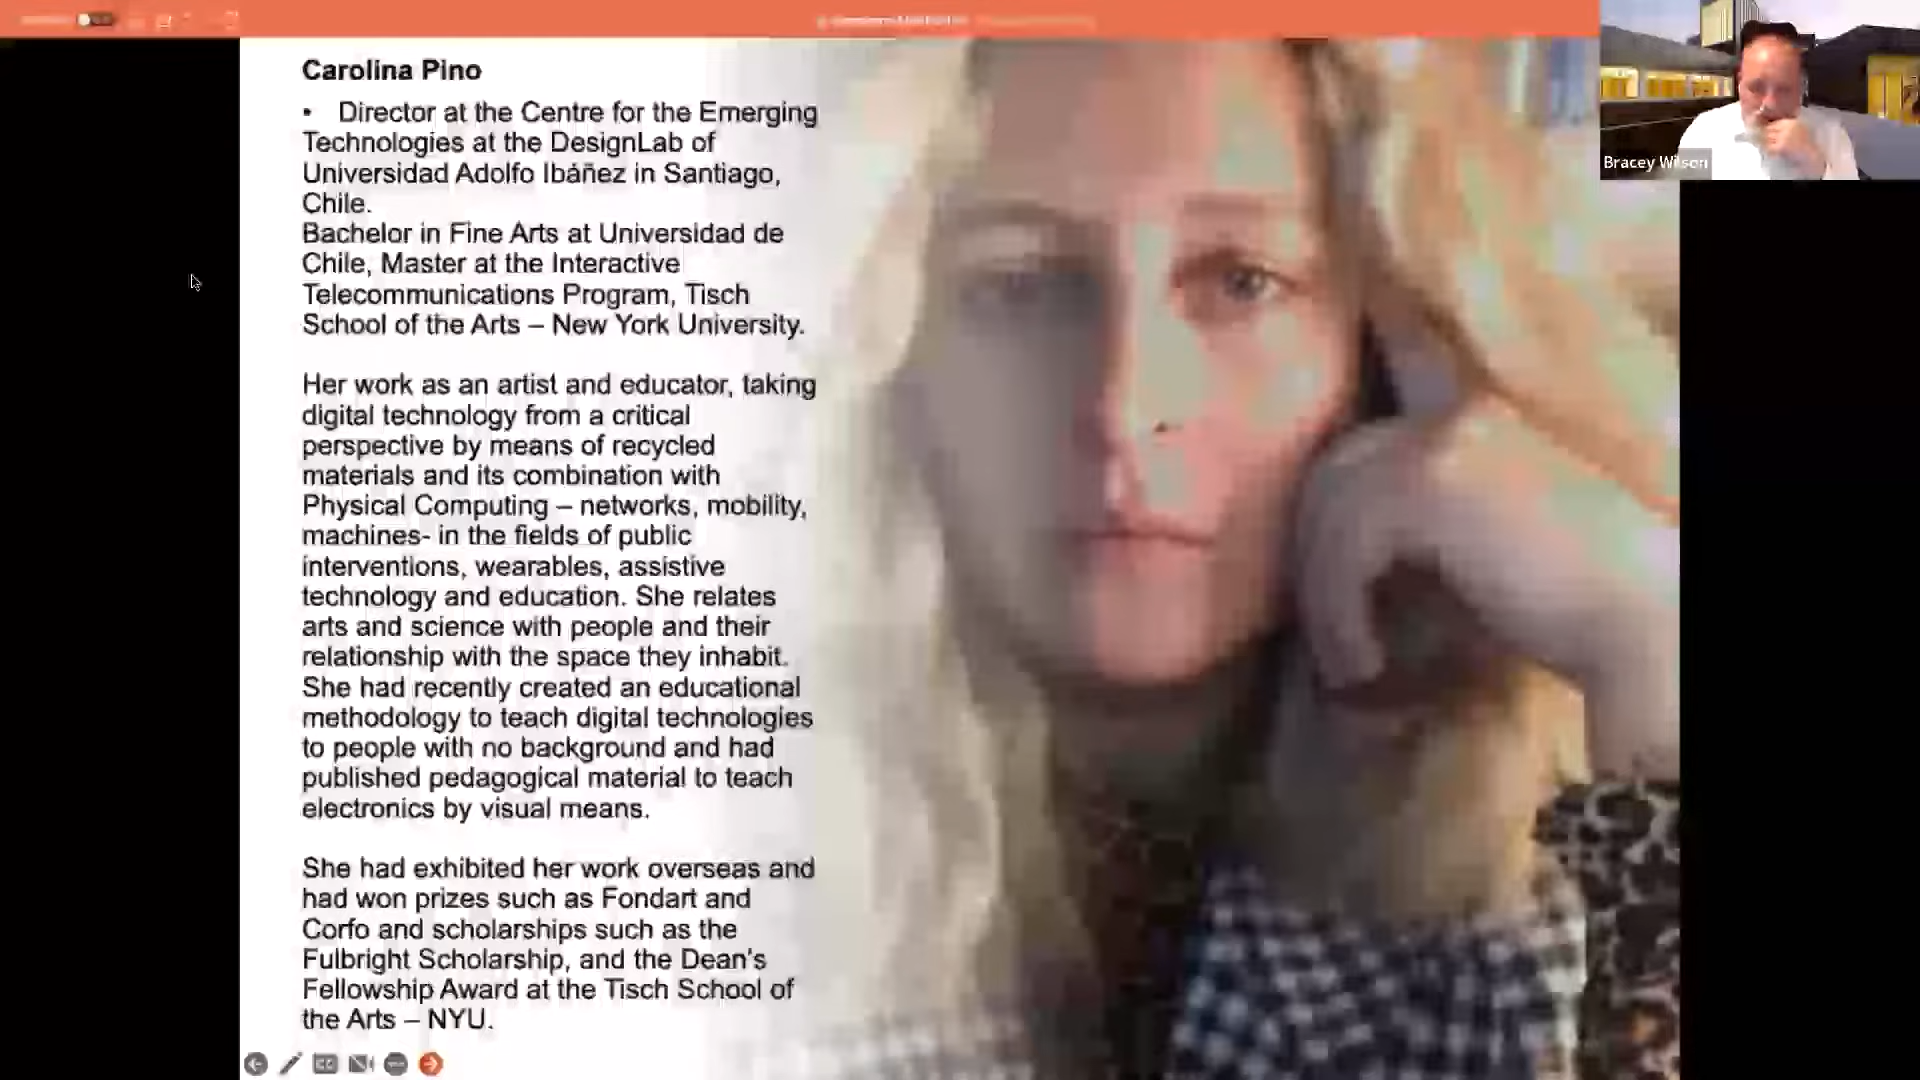 Carolina Pino
• Director at the Centre for the Emerging
Technologies at the DesignLab of
Universidad Adolfo Ibáñez in Santiago,
Chile.
Bachelor in Fine Arts at Universidad de
Chile, Master at the Interactive
Telecommunications Program, Tisch
School of the Arts – New York University.
Her work as an artist and educator, taking
digital technology from a critical
perspective by means of recycled
materials and its combination with
Physical Computing – networks, mobility,
machines- in the fields of public
interventions, wearables, assistive
technology and education. She relates
arts and science with people and their
relationship with the space they inhabit.
She had recently created an educational
methodology to teach digital technologies
to people with no background and had
published pedagogical material to teach
electronics by visual means.
She had exhibited her work overseas and
had won prizes such as Fondart and
Corfo and scholarships such as the
Fulbright Scholarship, and the Dean's
Fellowship Award at the Tisch School of
the Arts – NYU.
Bracey Wilson